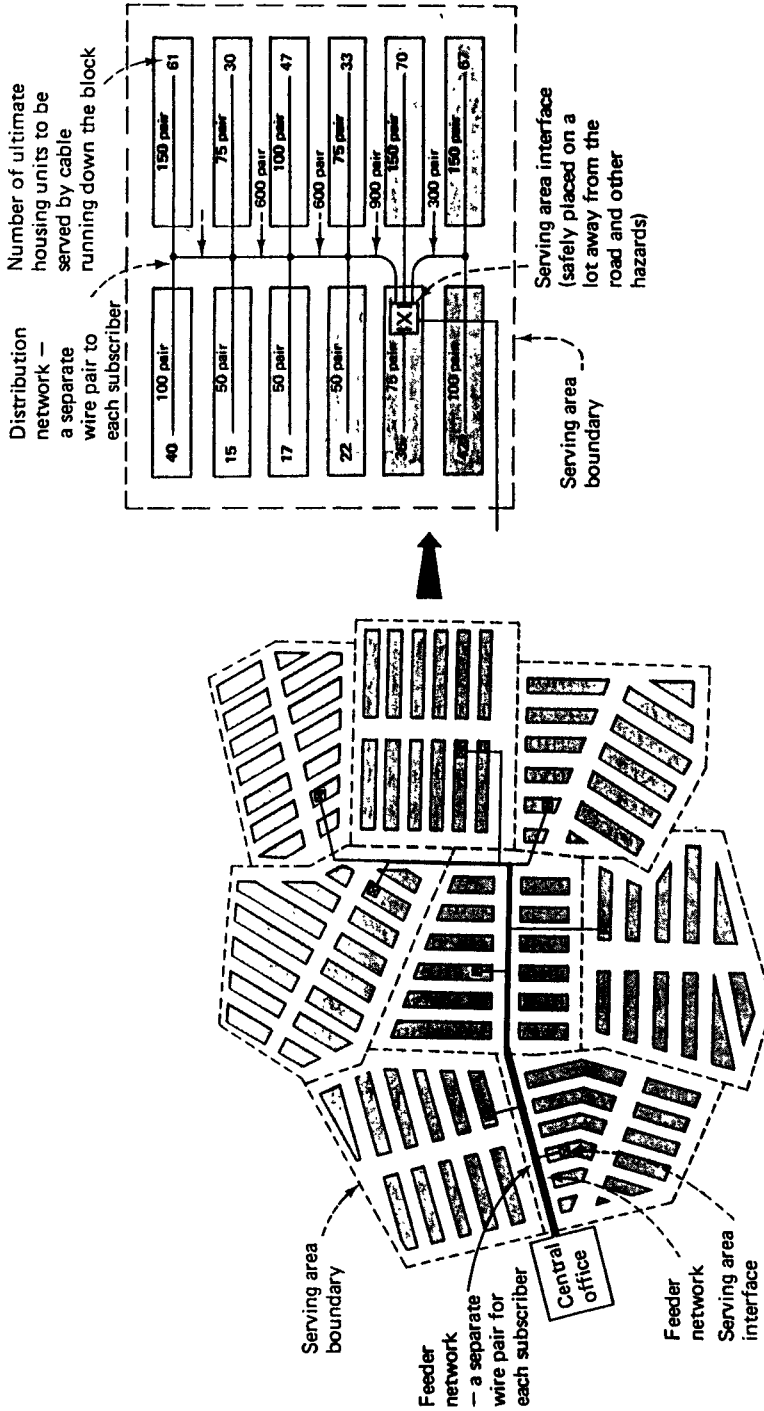 Serving area
boundary
Feeder
network
— a separate
wire pair for
each subscriber
Central
office
Feeder
network
Serving area
interface
Distribution
network —
a separate
wire pair to
each subscriber
Number of ultimate
housing units to be
served by cable
running down the block
40 100 pair 150 pair 61
15 50 pair 75 pair 30
600 pair
17 50 pair 100 pair 47
600 pair
22 50 pair 75 pair 33
900 pair
75 pair X 150 pair 70
300 pair
100 pair 150 pair 67
Serving area
boundary
Serving area interface
(safely placed on a
lot away from the
road and other
hazards)